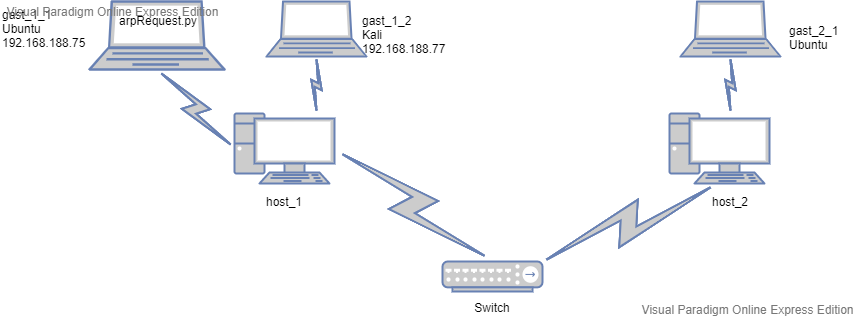 Visual Paradigm Online Express Edition
gast_1_1
Ubuntu
192.168.188.75
arpRequest.py
gast_1_2
Kali
192.168.188.77
gast_2_1
Ubuntu
host_1
host_2
Switch
Visual Paradigm Online Express Edition